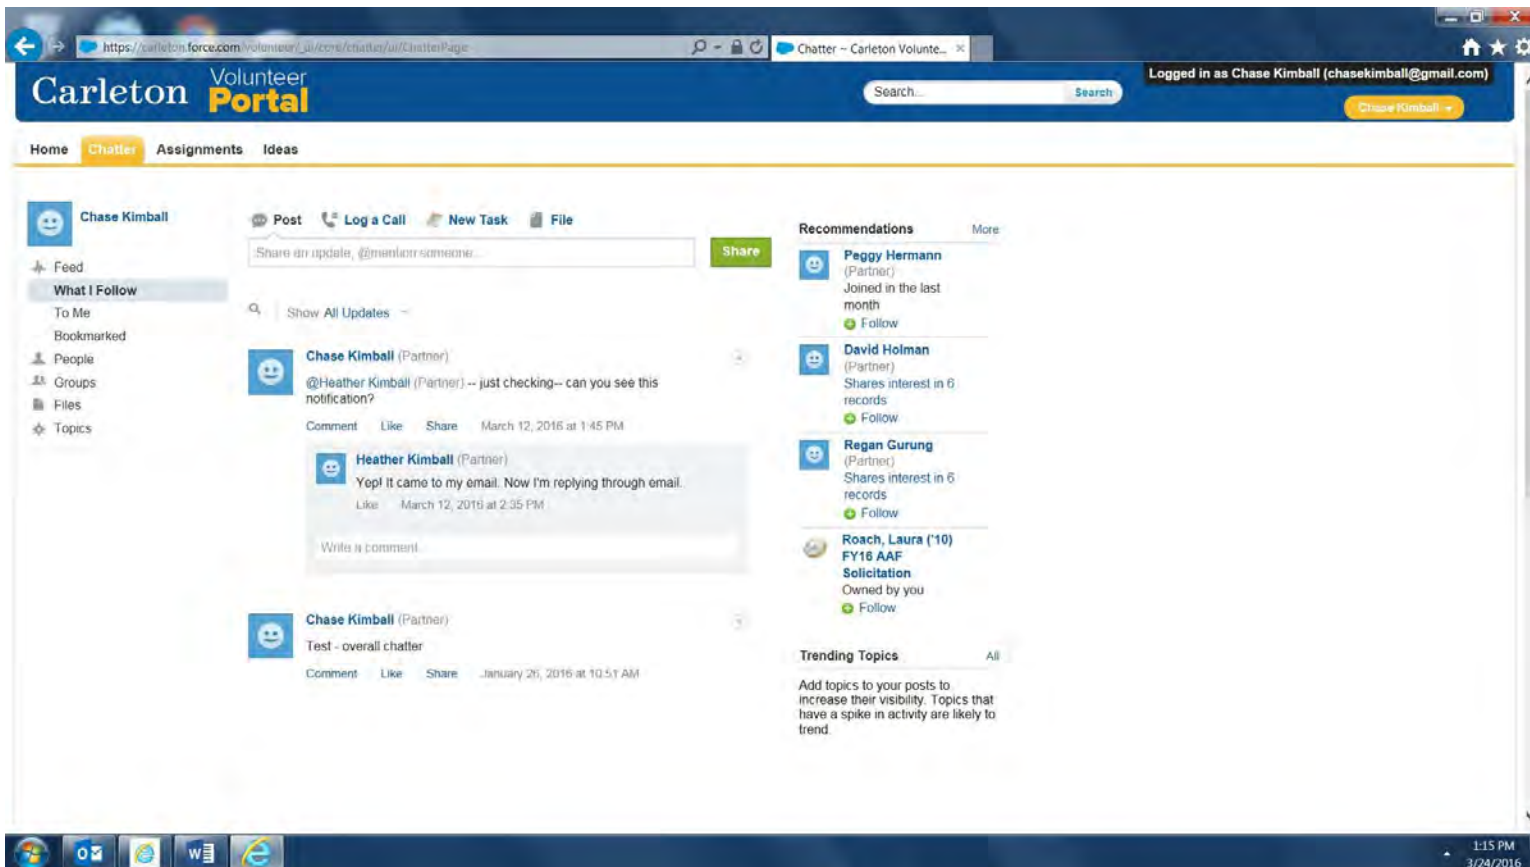 https://carleton.force.com/volunteer/_ui/core/chatter/ui/ChatterPage
Chatter ~ Carleton Volunte...
Logged in as Chase Kimball (chasekimball@gmail.com)
Carleton Volunteer Portal
Search...
Search
Chase Kimball
Home Chatter Assignments Ideas
Chase Kimball
Feed
What I Follow
To Me
Bookmarked
People
Groups
Files
Topics
Post Log a Call New Task File
Share an update, @mention someone...
Share
Show All Updates
Chase Kimball (Partner)
@Heather Kimball (Partner) -- just checking-- can you see this
notification?
Comment Like Share March 12, 2016 at 1:45 PM
Heather Kimball (Partner)
Yep! It came to my email. Now I'm replying through email.
Like March 12, 2016 at 2:35 PM
Write a comment
Chase Kimball (Partner)
Test - overall chatter
Comment Like Share January 26, 2016 at 10:51 AM
Recommendations More
Peggy Hermann
(Partner)
Joined in the last
month
Follow
David Holman
(Partner)
Shares interest in 6
records
Follow
Regan Gurung
(Partner)
Shares interest in 6
records
Follow
Roach, Laura ('10)
FY16 AAF
Solicitation
Owned by you
Follow
Trending Topics All
Add topics to your posts to
increase their visibility. Topics that
have a spike in activity are likely to
trend.
1:15 PM
3/24/2016